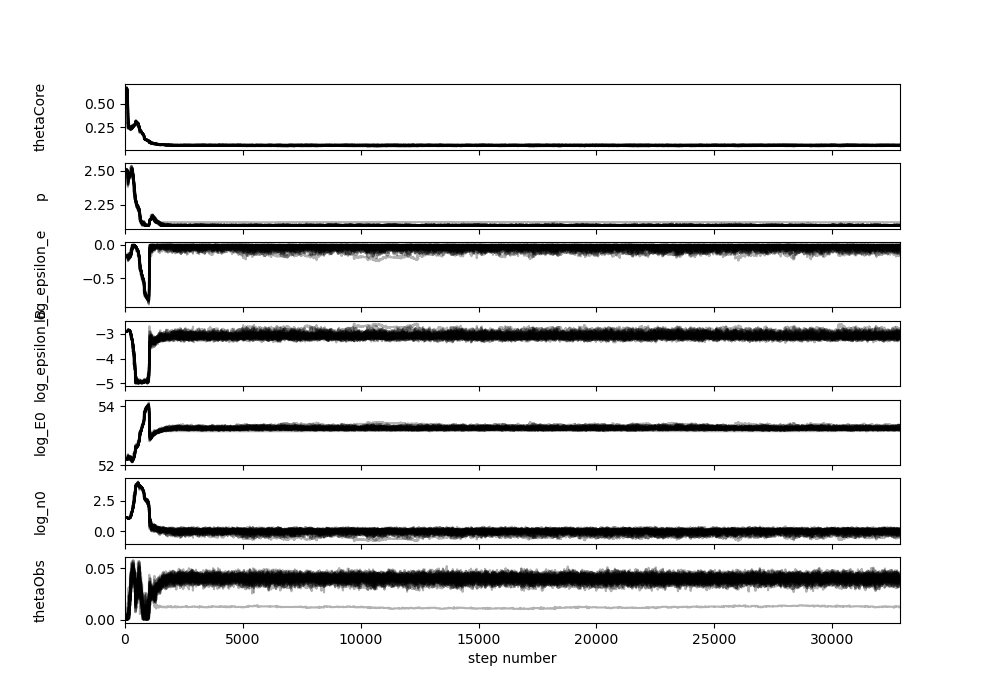 thetaCore
0.50
0.25
p
2.50
2.25
log_epsilon_e
0.0
−0.5
log_epsilon_B
−3
−4
−5
log_E0
54
52
log_n0
2.5
0.0
thetaObs
0.05
0.00
0 5000 10000 15000 20000 25000 30000
step number